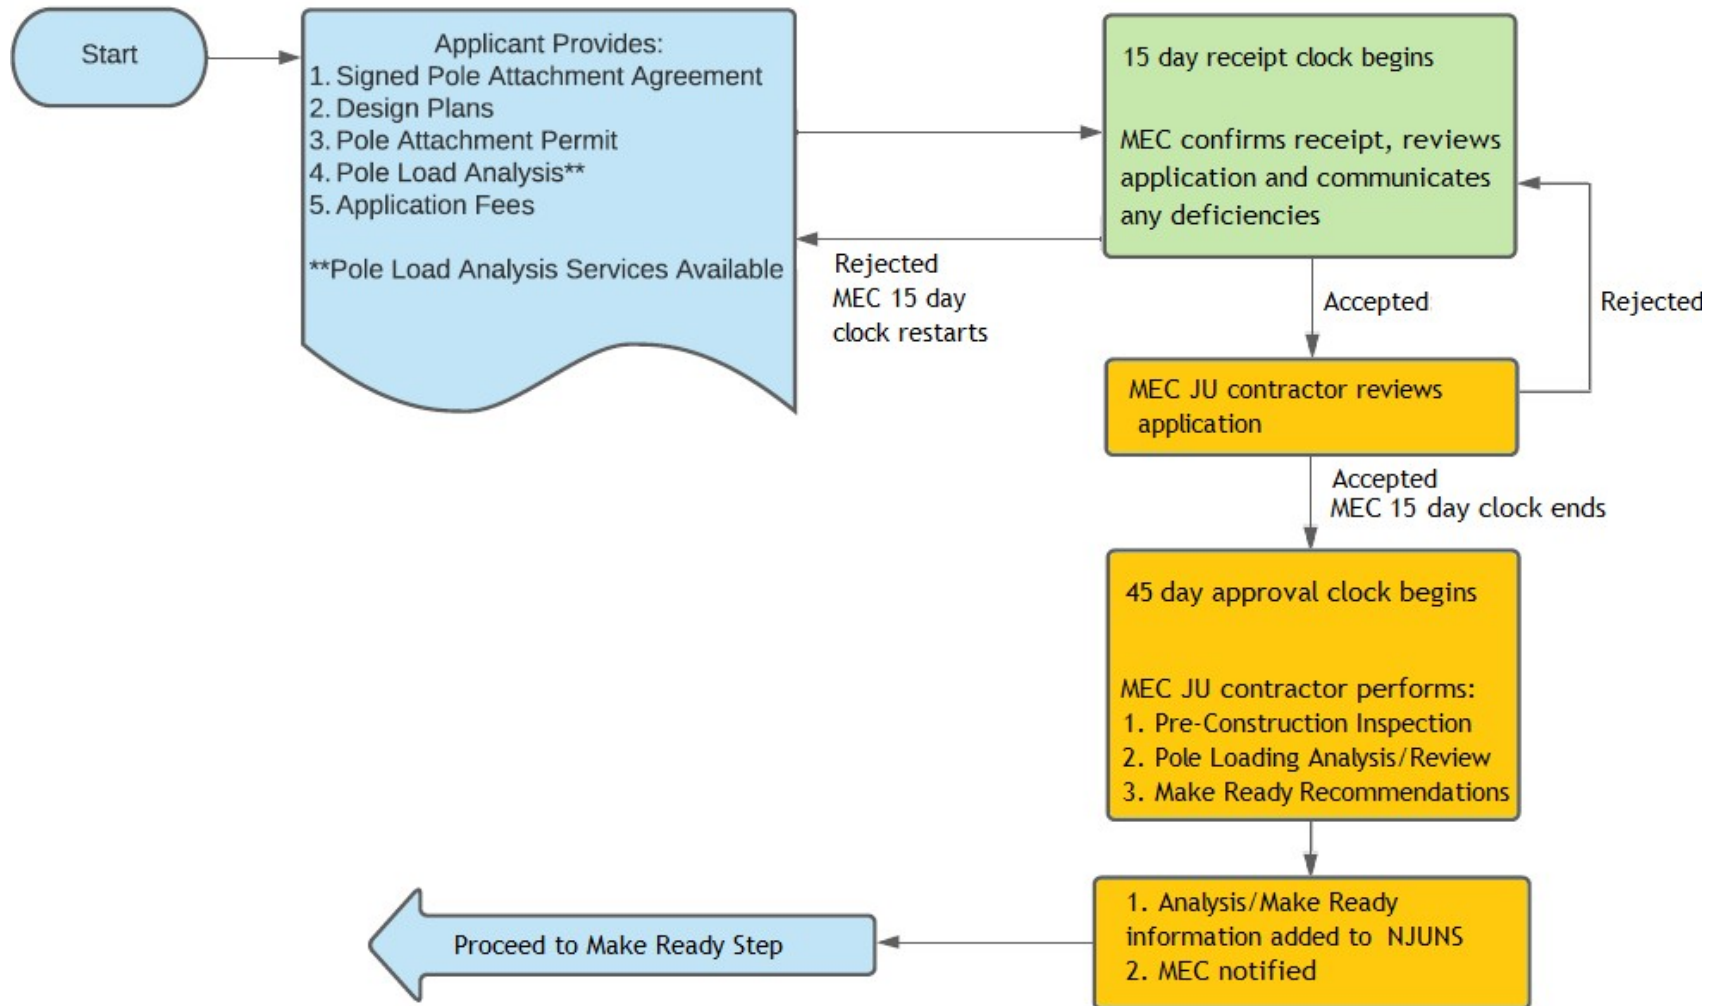 Start
Applicant Provides:
1. Signed Pole Attachment Agreement
2. Design Plans
3. Pole Attachment Permit
4. Pole Load Analysis**
5. Application Fees
**Pole Load Analysis Services Available
15 day receipt clock begins
MEC confirms receipt, reviews
application and communicates
any deficiencies
Rejected
MEC 15 day
clock restarts
Accepted
Rejected
MEC JU contractor reviews
application
Accepted
MEC 15 day clock ends
45 day approval clock begins
MEC JU contractor performs:
1. Pre-Construction Inspection
2. Pole Loading Analysis/Review
3. Make Ready Recommendations
1. Analysis/Make Ready
information added to NJUNS
2. MEC notified
Proceed to Make Ready Step